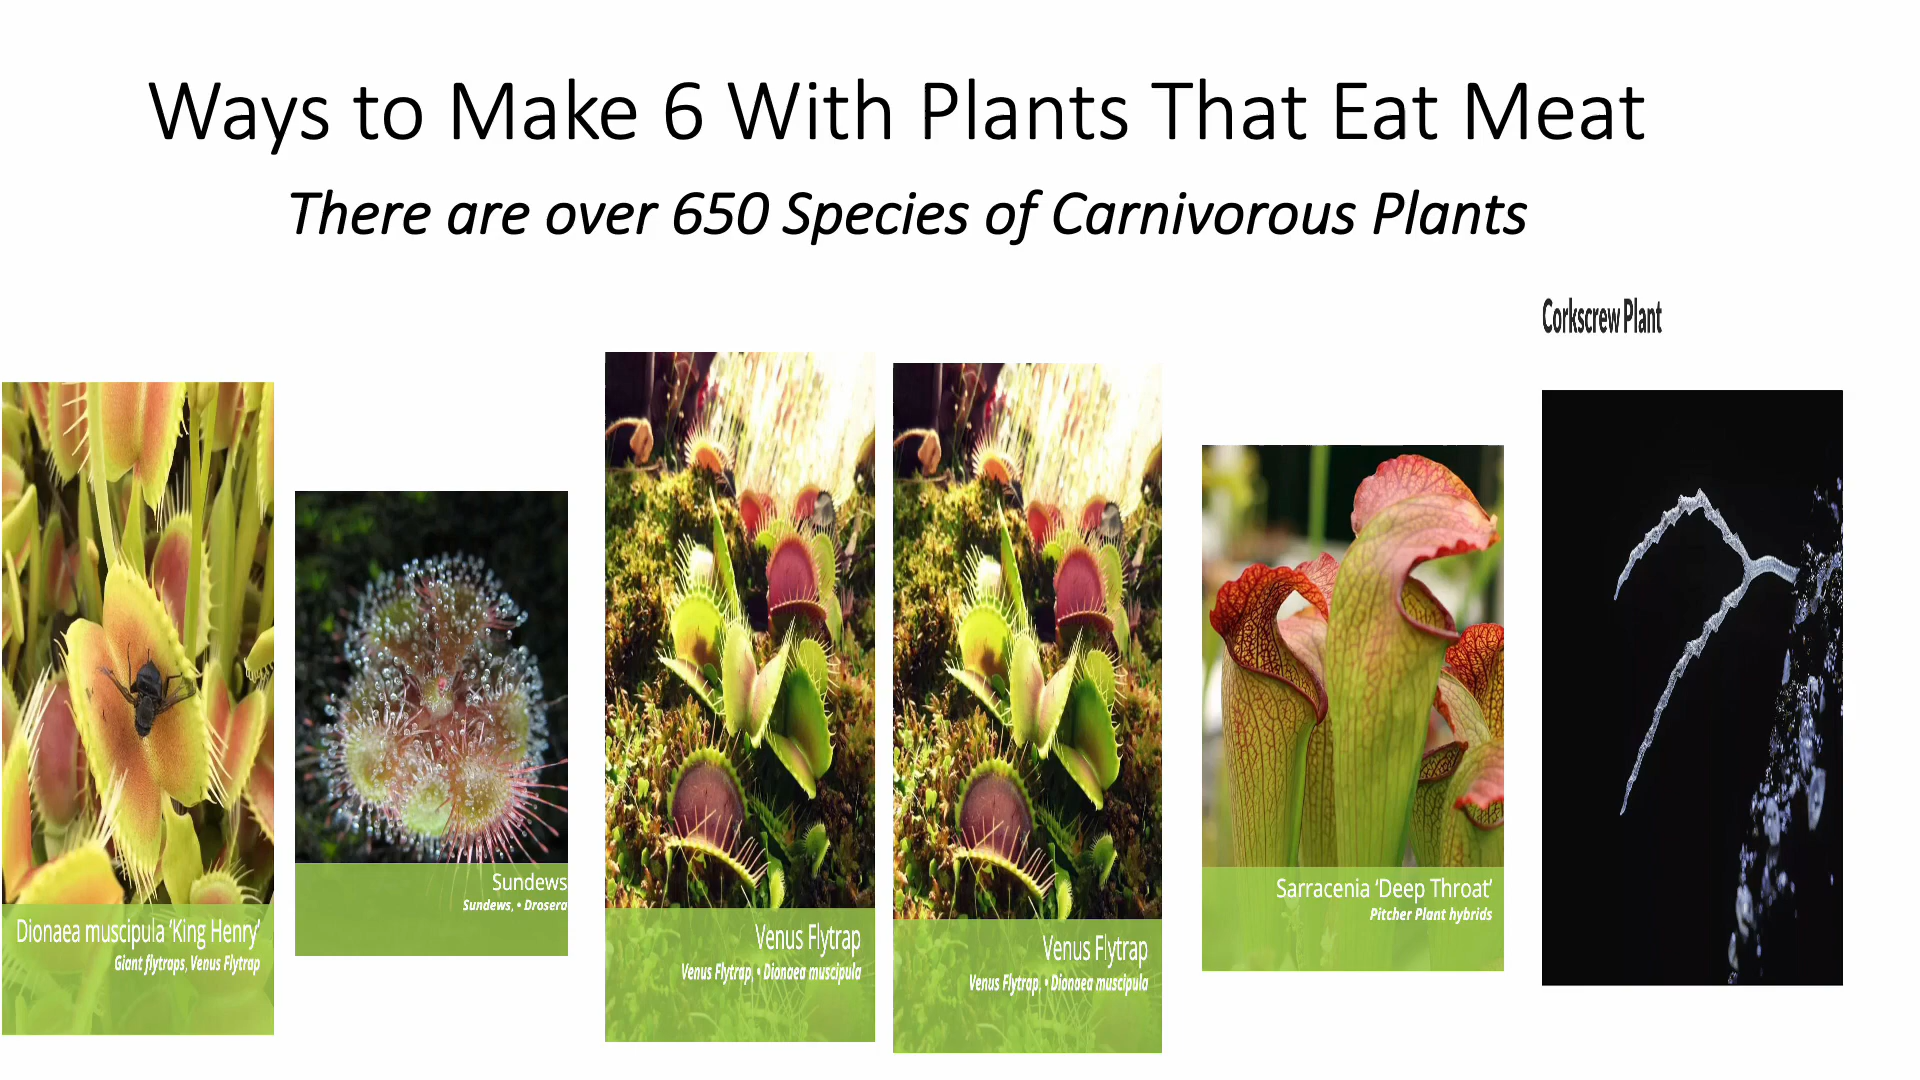 Ways to Make 6 With Plants That Eat Meat
There are over 650 Species of Carnivorous Plants
Corkscrew Plant
Dionaea muscipula ‘King Henry’
Giant flytraps, Venus Flytrap
Sundews
Sundews, • Drosera
Venus Flytrap
Venus Flytrap, • Dionaea muscipula
Venus Flytrap
Venus Flytrap, • Dionaea muscipula
Sarracenia ‘Deep Throat’
Pitcher Plant hybrids